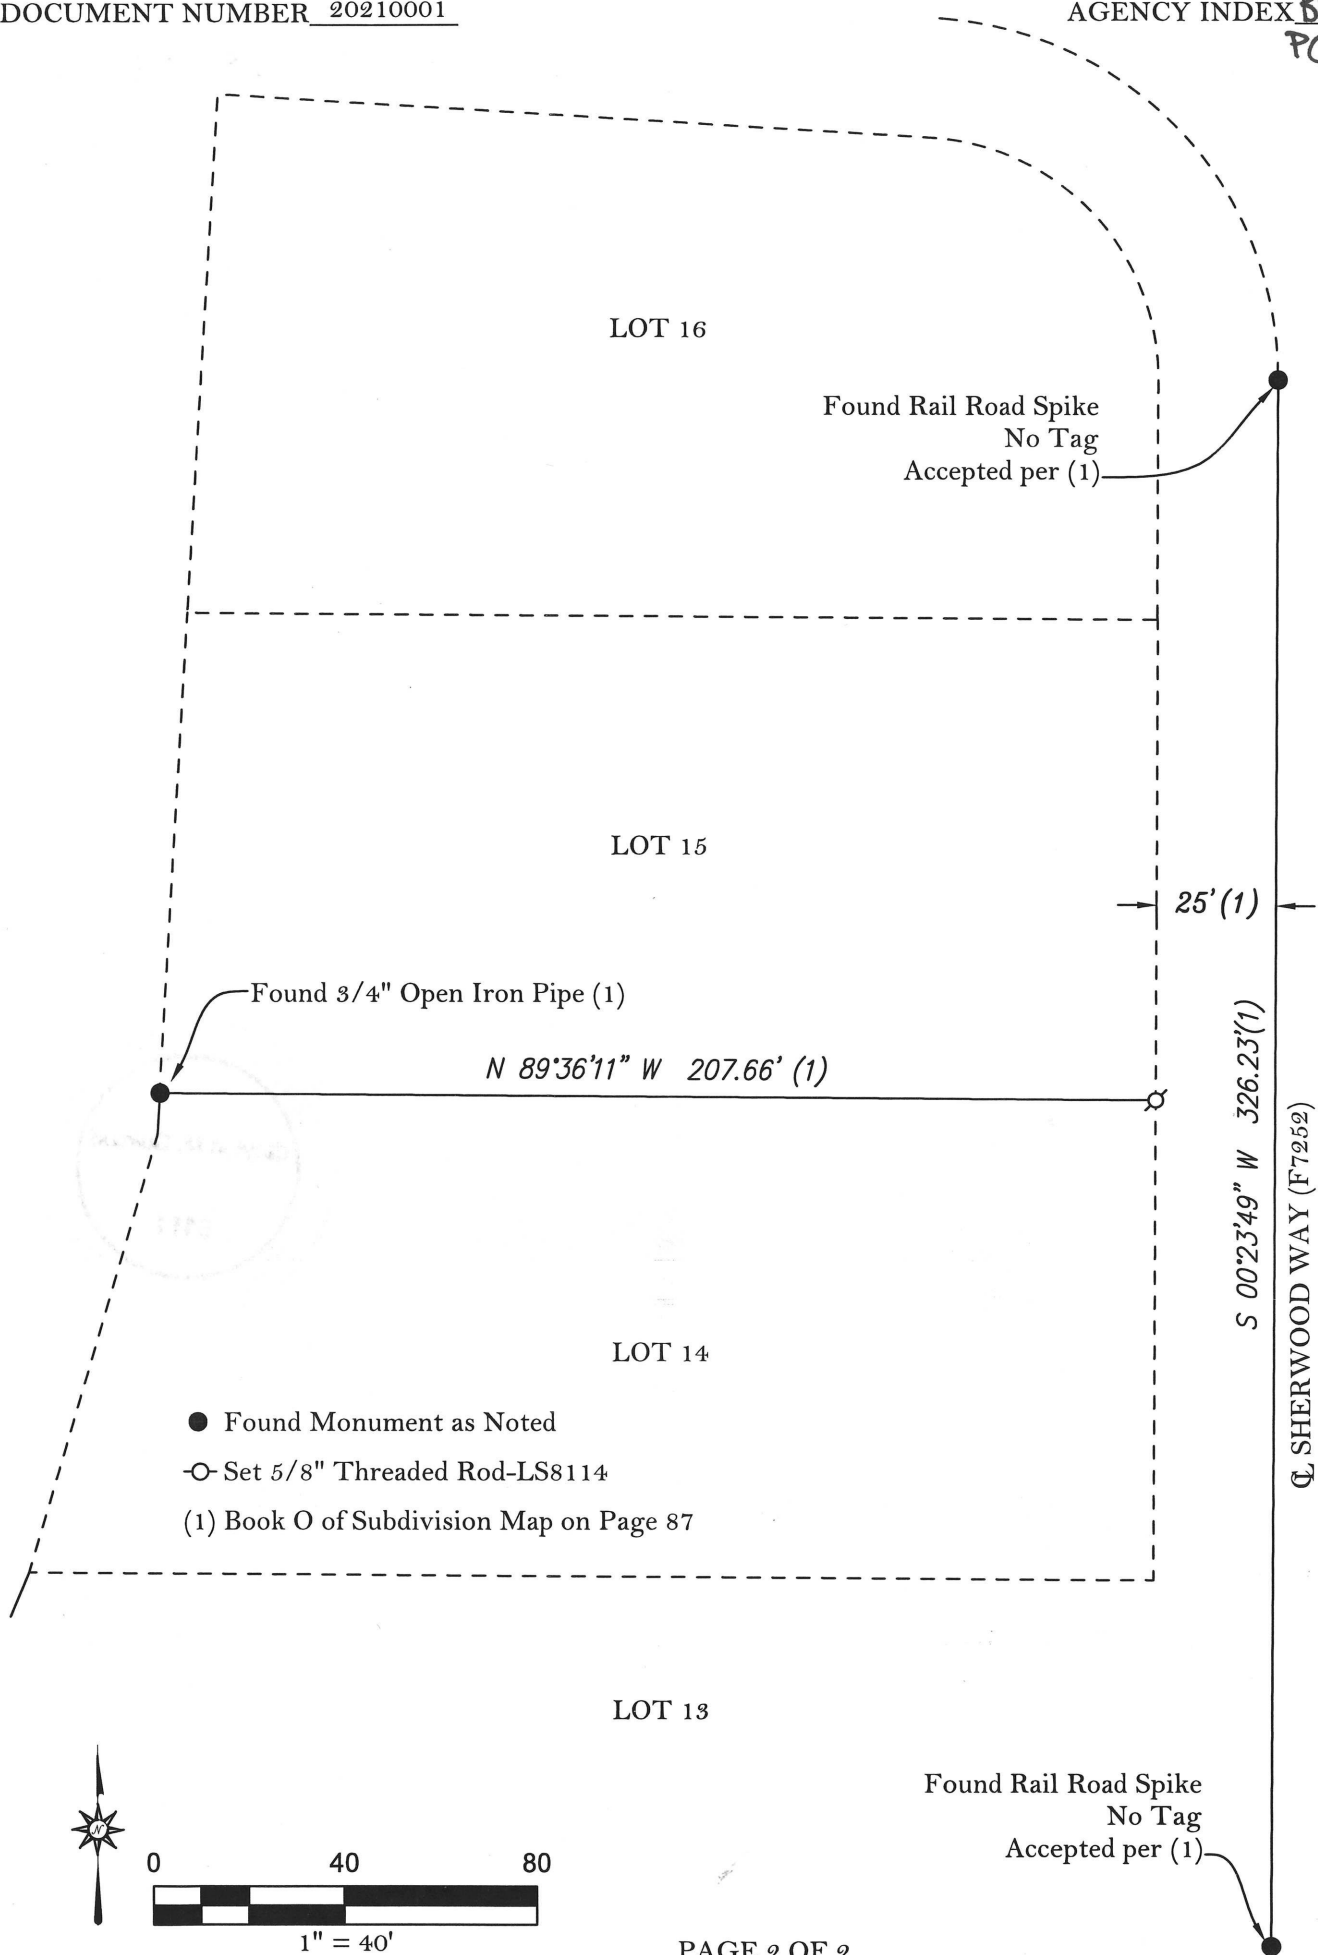 DOCUMENT NUMBER 20210001
AGENCY INDEX
LOT 16
Found Rail Road Spike
No Tag
Accepted per (1)
LOT 15
25' (1)
Found 3/4" Open Iron Pipe (1)
N 89°36'11" W 207.66' (1)
S 00°23'49" W 326.23'(1)
℄ SHERWOOD WAY (F7252)
LOT 14
Found Monument as Noted
Set 5/8" Threaded Rod-LS8114
(1) Book O of Subdivision Map on Page 87
LOT 13
Found Rail Road Spike
No Tag
Accepted per (1)
N
0 40 80
1" = 40'
PAGE 2 OF 2